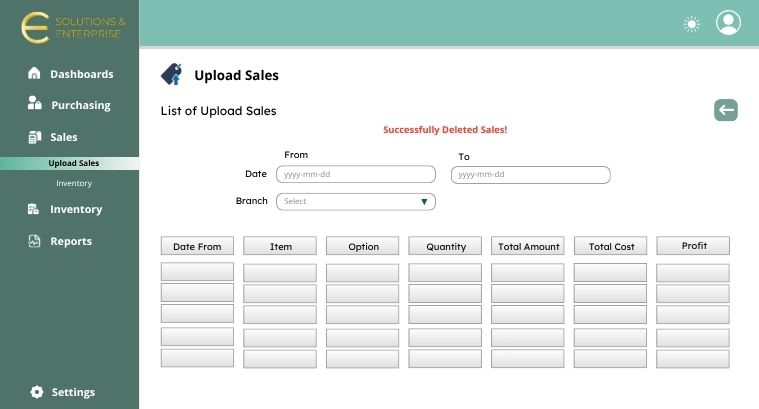 SOLUTIONS &
ENTERPRISE
Dashboards
Purchasing
Sales
Upload Sales
Inventory
Inventory
Reports
Settings
Upload Sales
List of Upload Sales
Successfully Deleted Sales!
From To
Date yyyy-mm-dd yyyy-mm-dd
Branch Select
Date From Item Option Quantity Total Amount Total Cost Profit